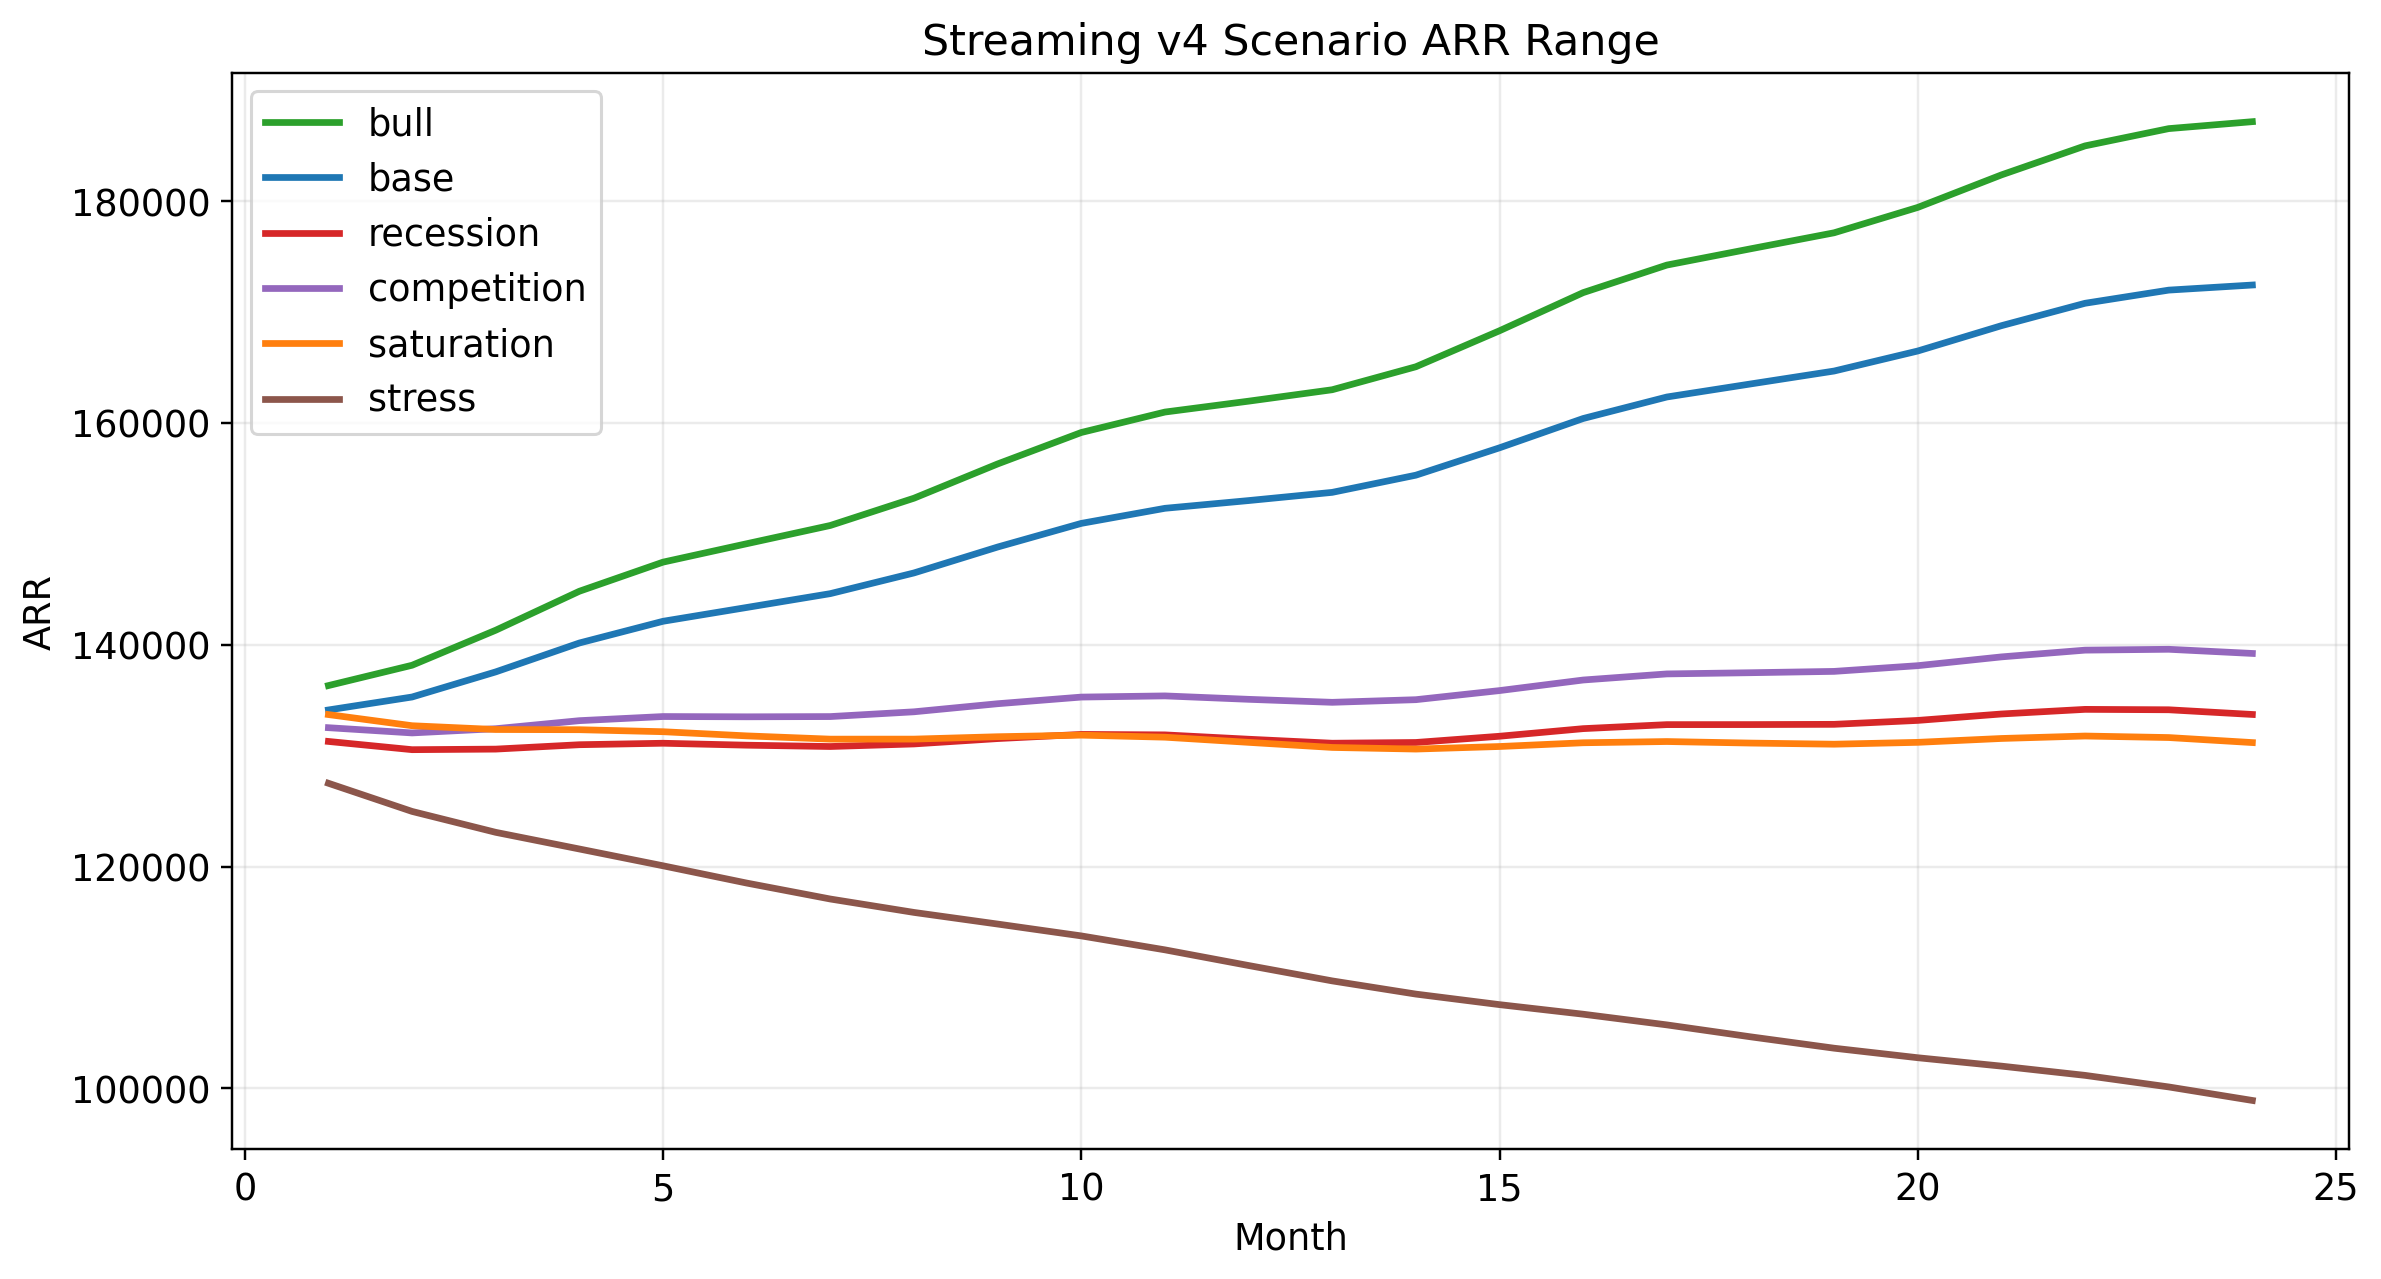 Streaming v4 Scenario ARR Range
bull
base
recession
competition
saturation
stress
ARR
180000
160000
140000
120000
100000
0 5 10 15 20 25
Month